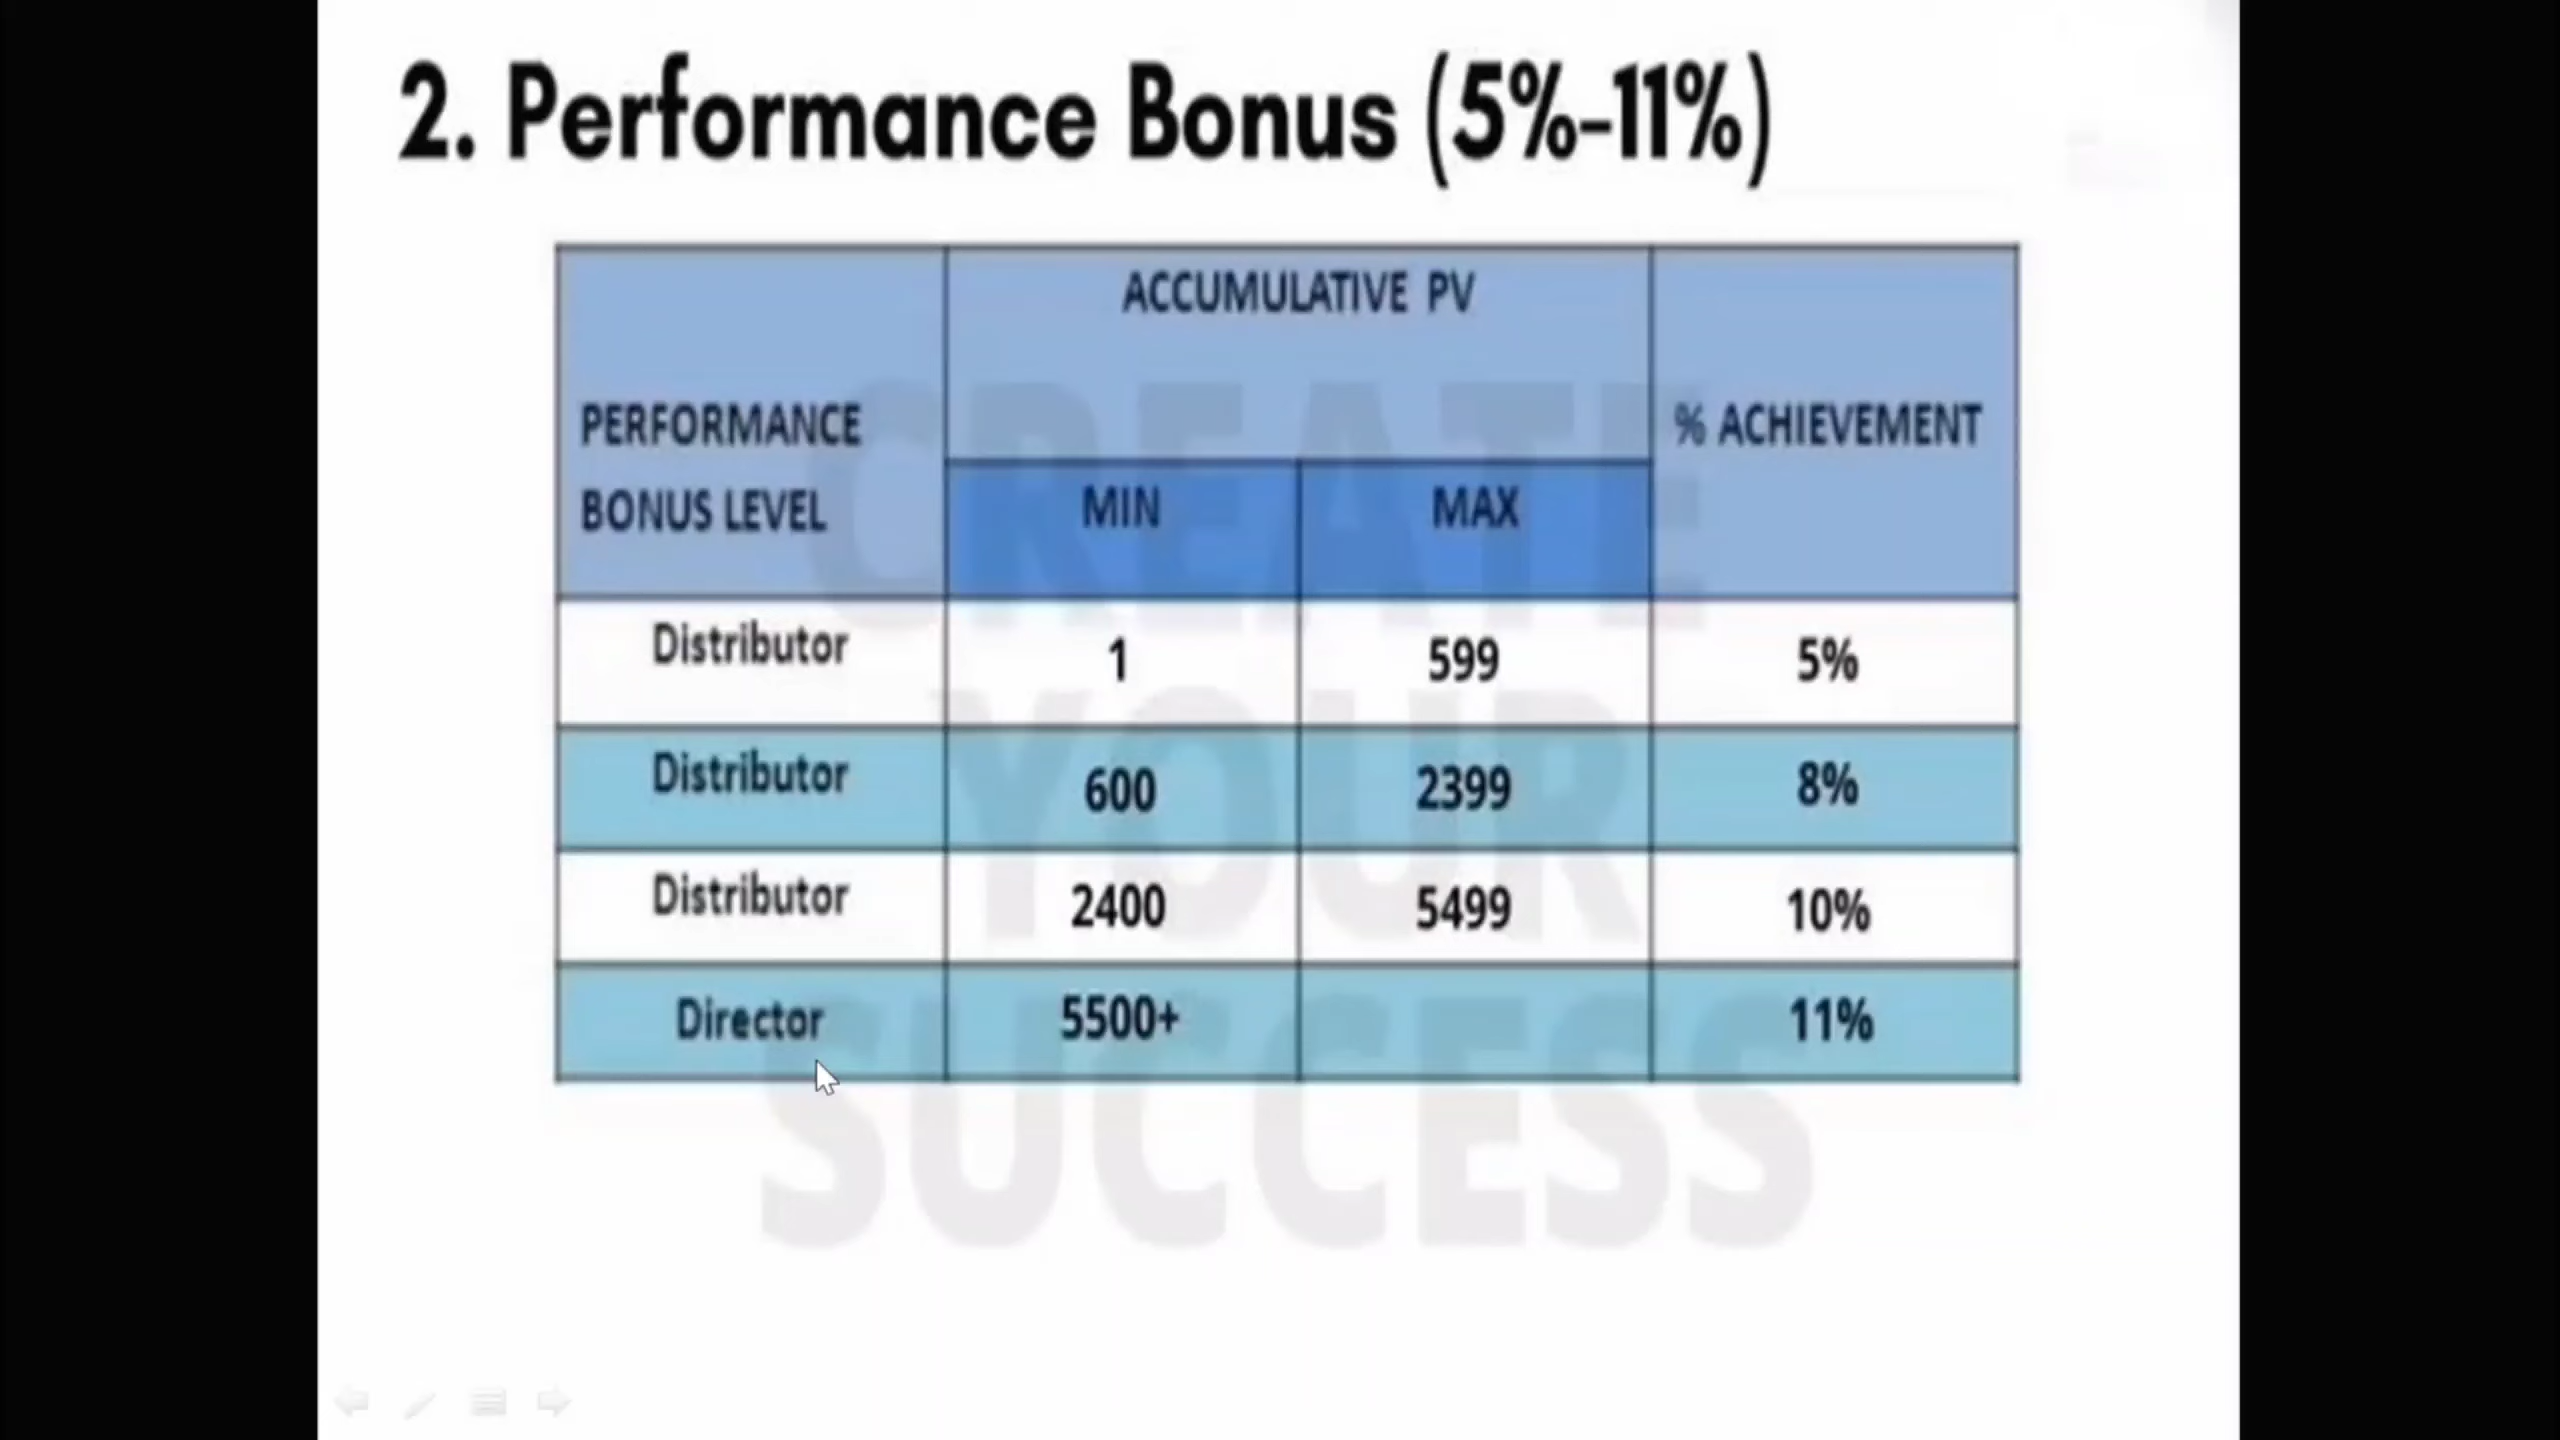 2. Performance Bonus (5%-11%)
ACCUMULATIVE PV
PERFORMANCE
BONUS LEVEL
% ACHIEVEMENT
MIN MAX
Distributor 1 599 5%
Distributor 600 2399 8%
Distributor 2400 5499 10%
Director 5500+ 11%
CREATE
YOUR
SUCCESS